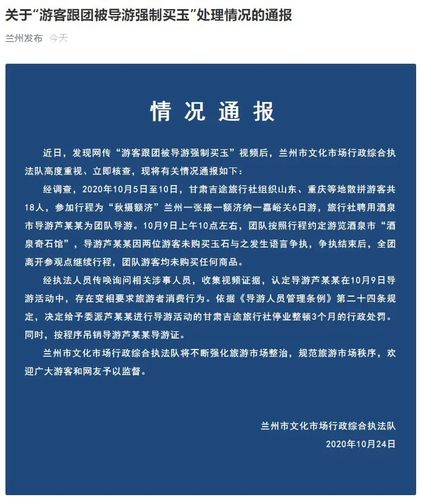 关于“游客跟团被导游强制买玉”处理情况的通报
兰州发布 今天
情况通报
近日，发现网传“游客跟团被导游强制买玉”视频后，兰州市文化市场行政综合执
法队高度重视、立即核查，现将有关情况通报如下：
经调查，2020年10月5日至10日，甘肃吉途旅行社组织山东、重庆等地散拼游客共
计18人，参加行程为“秋摄额济”兰州一张掖一额济纳一嘉峪关6日游，旅行社聘用酒泉
市导游芦某某为团队导游。10月9日上午10点左右，团队按照行程约定游览酒泉市“酒
泉奇石馆”，导游芦某某因两位游客未购买玉石与之发生语言争执，争执结束后，全团
离开参观点继续行程，团队游客均未购买任何商品。
经执法人员传唤询问相关涉事人员，收集视频证据，认定导游芦某某在10月9日导
游活动中，存在变相要求旅游者消费行为。依据《导游人员管理条例》第二十四条规
定，决定给予委派芦某某进行导游活动的甘肃吉途旅行社停业整顿3个月的行政处罚。
同时，按程序吊销导游芦某某导游证。
兰州市文化市场行政综合执法队将不断强化旅游市场整治，规范旅游市场秩序，欢
迎广大游客和网友予以监督。
兰州市文化市场行政综合执法队
2020年10月24日